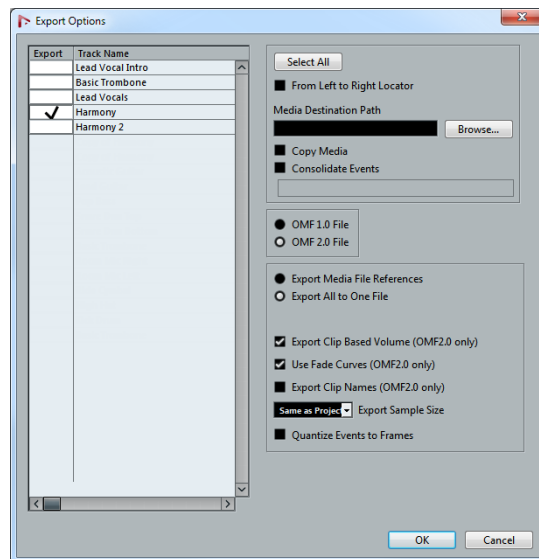 Export Options
Export Track Name
Lead Vocal Intro
Basic Trombone
Lead Vocals
Harmony
Harmony 2
Select All
From Left to Right Locator
Media Destination Path
Browse...
Copy Media
Consolidate Events
OMF 1.0 File
OMF 2.0 File
Export Media File References
Export All to One File
Export Clip Based Volume (OMF2.0 only)
Use Fade Curves (OMF2.0 only)
Export Clip Names (OMF2.0 only)
Same as Project Export Sample Size
Quantize Events to Frames
OK Cancel